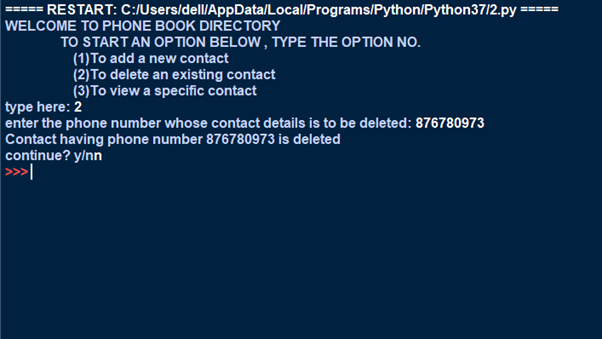 ===== RESTART: C:/Users/dell/AppData/Local/Programs/Python/Python37/2.py =====
WELCOME TO PHONE BOOK DIRECTORY
TO START AN OPTION BELOW , TYPE THE OPTION NO.
(1)To add a new contact
(2)To delete an existing contact
(3)To view a specific contact
type here: 2
enter the phone number whose contact details is to be deleted: 876780973
Contact having phone number 876780973 is deleted
continue? y/nn
>>>